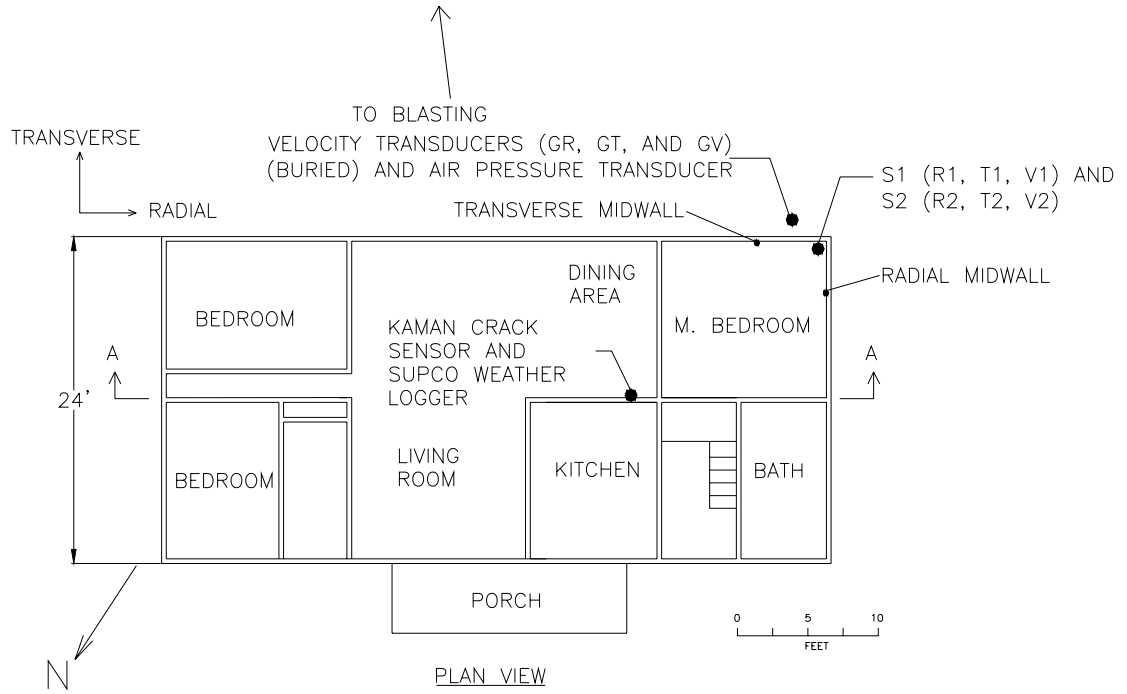 TO BLASTING
TRANSVERSE
VELOCITY TRANSDUCERS (GR, GT, AND GV)
(BURIED) AND AIR PRESSURE TRANSDUCER
S1 (R1, T1, V1) AND
S2 (R2, T2, V2)
RADIAL
TRANSVERSE MIDWALL
DINING
AREA
RADIAL MIDWALL
BEDROOM
KAMAN CRACK
SENSOR AND
SUPCO WEATHER
LOGGER
M. BEDROOM
A
A
24'
LIVING
ROOM
BEDROOM
KITCHEN
BATH
PORCH
0 5 10
FEET
N
PLAN VIEW